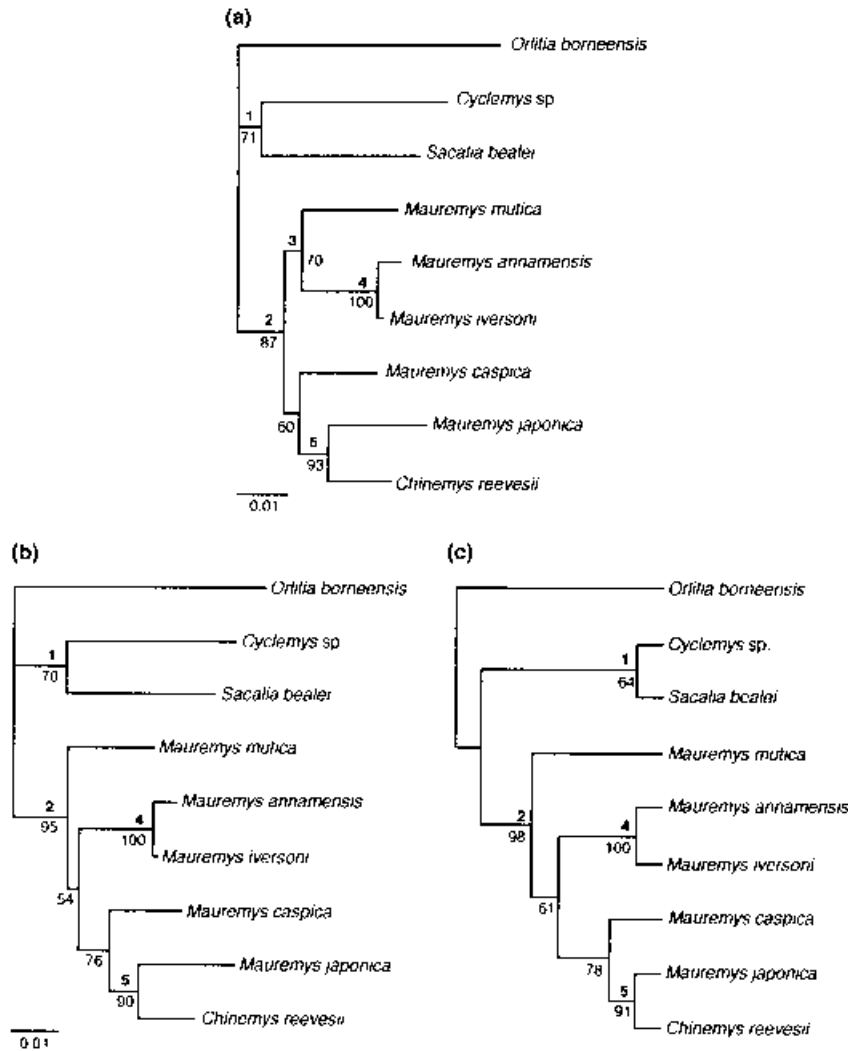 (a)
Orlitia borneensis
Cyclemys sp
1
71
Sacalia bealei
Mauremys mutica
3
70
Mauremys annamensis
4
100
Mauremys iversoni
2
87
Mauremys caspica
60
Mauremys japonica
5
93
Chinemys reevesii
0.01
(b)
Orlitia borneensis
Cyclemys sp
1
70
Sacalia bealei
Mauremys mutica
2
95
Mauremys annamensis
4
100
Mauremys iversoni
54
Mauremys caspica
76
Mauremys japonica
5
90
Chinemys reevesii
0.01
(c)
Orlitia borneensis
Cyclemys sp.
1
64
Sacalia bealei
Mauremys mutica
2
98
Mauremys annamensis
4
100
Mauremys iversoni
61
Mauremys caspica
78
Mauremys japonica
5
91
Chinemys reevesii